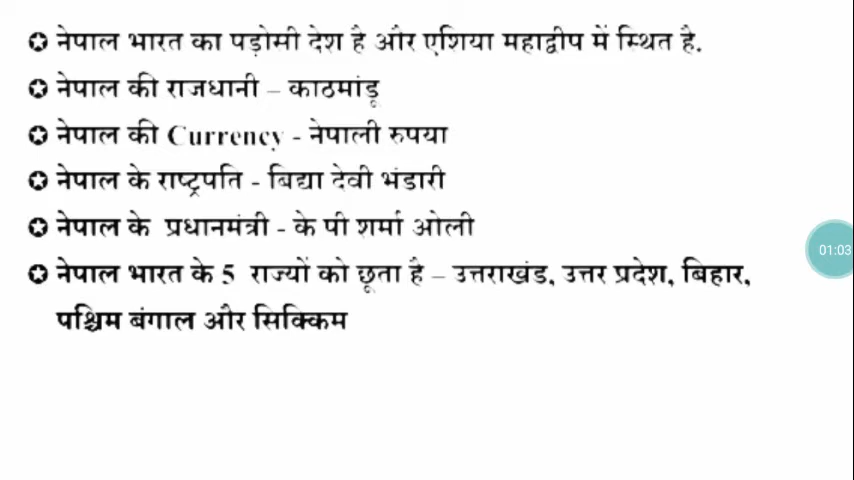 ✪ नेपाल भारत का पड़ोसी देश है और एशिया महाद्वीप में स्थित है.
✪ नेपाल की राजधानी – काठमांडू
✪ नेपाल की Currency - नेपाली रुपया
✪ नेपाल के राष्ट्रपति - बिद्या देवी भंडारी
✪ नेपाल के प्रधानमंत्री - के पी शर्मा ओली
01:03
✪ नेपाल भारत के 5 राज्यों को छूता है – उत्तराखंड, उत्तर प्रदेश, बिहार,
पश्चिम बंगाल और सिक्किम